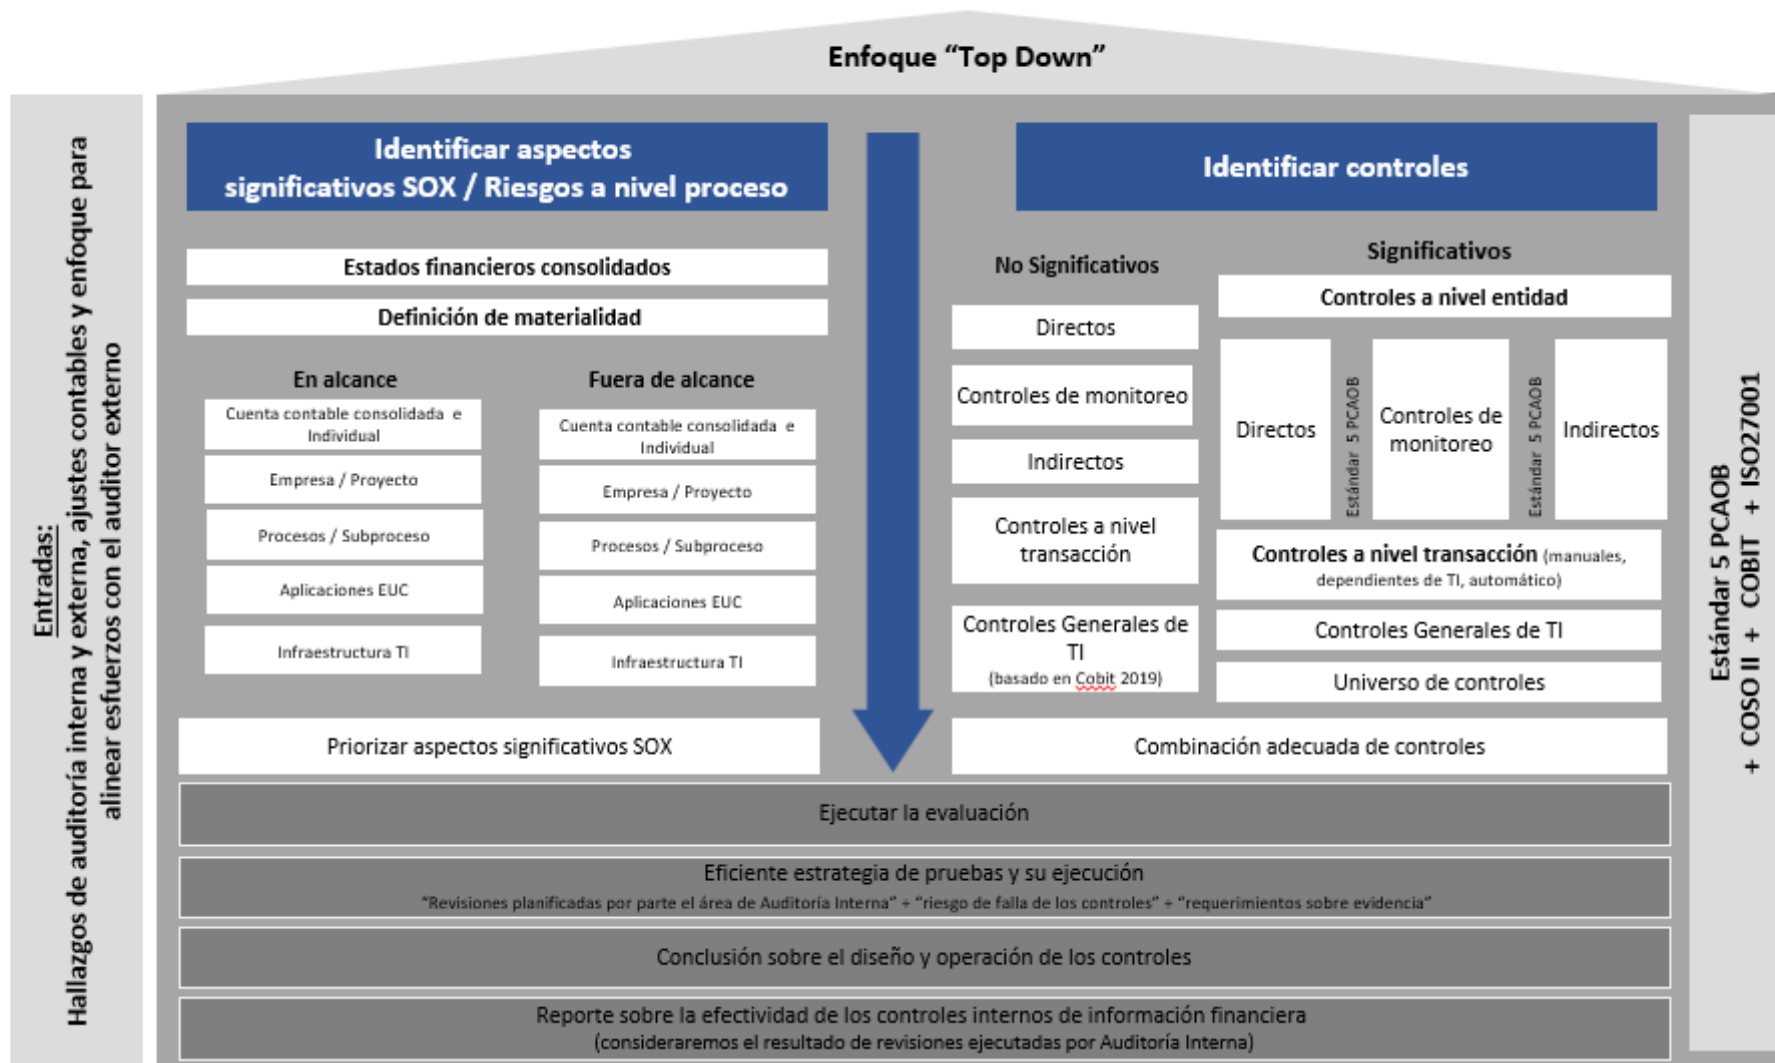 Enfoque “Top Down”
Entradas:
Hallazgos de auditoría interna y externa, ajustes contables y enfoque para
alinear esfuerzos con el auditor externo
Identificar aspectos
significativos SOX / Riesgos a nivel proceso
Estados financieros consolidados
Definición de materialidad
En alcance
Cuenta contable consolidada e
Individual
Empresa / Proyecto
Procesos / Subproceso
Aplicaciones EUC
Infraestructura TI
Fuera de alcance
Cuenta contable consolidada e
Individual
Empresa / Proyecto
Procesos / Subproceso
Aplicaciones EUC
Infraestructura TI
Priorizar aspectos significativos SOX
Identificar controles
No Significativos
Directos
Controles de monitoreo
Indirectos
Controles a nivel
transacción
Controles Generales de
TI
(basado en Cobit 2019)
Significativos
Controles a nivel entidad
Directos
Estándar 5 PCAOB
Controles de
monitoreo
Estándar 5 PCAOB
Indirectos
Controles a nivel transacción (manuales,
dependientes de TI, automático)
Controles Generales de TI
Universo de controles
Combinación adecuada de controles
Ejecutar la evaluación
Eficiente estrategia de pruebas y su ejecución
“Revisiones planificadas por parte el área de Auditoría Interna” + “riesgo de falla de los controles” + “requerimientos sobre evidencia”
Conclusión sobre el diseño y operación de los controles
Reporte sobre la efectividad de los controles internos de información financiera
(consideraremos el resultado de revisiones ejecutadas por Auditoría Interna)
Estándar 5 PCAOB
+ COSO II + COBIT + ISO27001